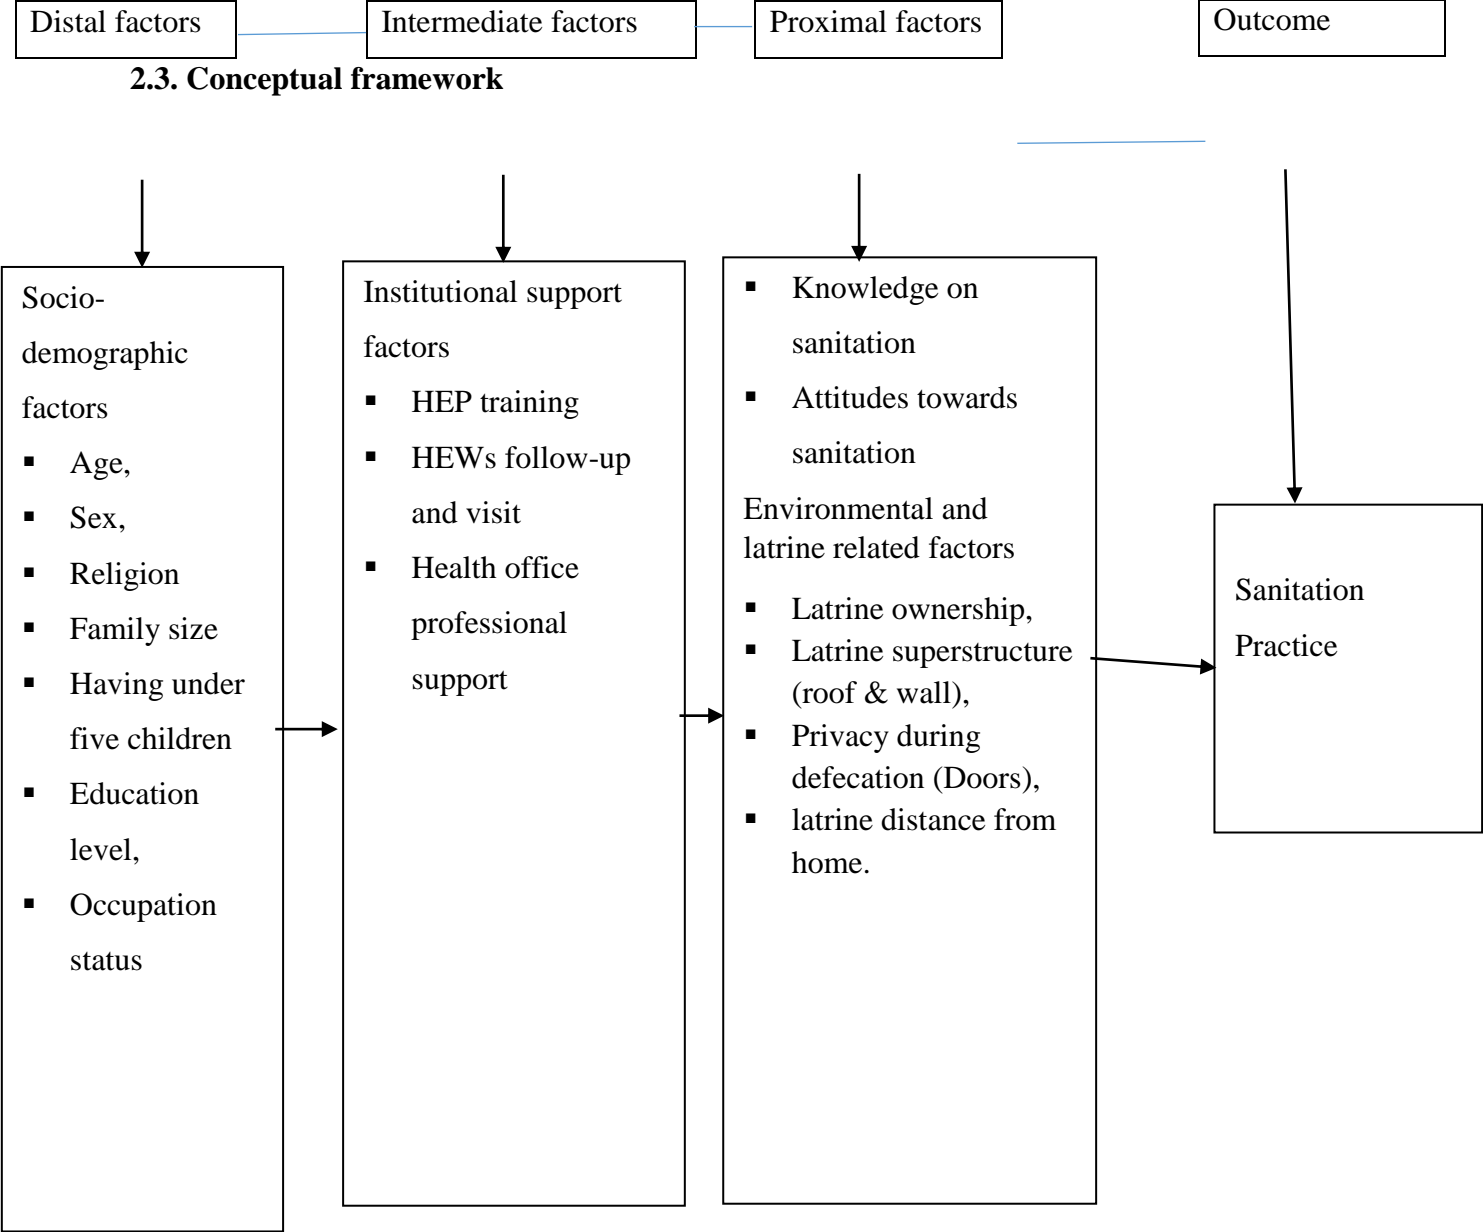 Distal factors
Intermediate factors
Proximal factors
Outcome
2.3. Conceptual framework
Socio-
demographic
factors
▪ Age,
▪ Sex,
▪ Religion
▪ Family size
▪ Having under
five children
▪ Education
level,
▪ Occupation
status
Institutional support
factors
▪ HEP training
▪ HEWs follow-up
and visit
▪ Health office
professional
support
▪ Knowledge on
sanitation
▪ Attitudes towards
sanitation
Environmental and
latrine related factors
▪ Latrine ownership,
▪ Latrine superstructure
(roof & wall),
▪ Privacy during
defecation (Doors),
▪ latrine distance from
home.
Sanitation
Practice